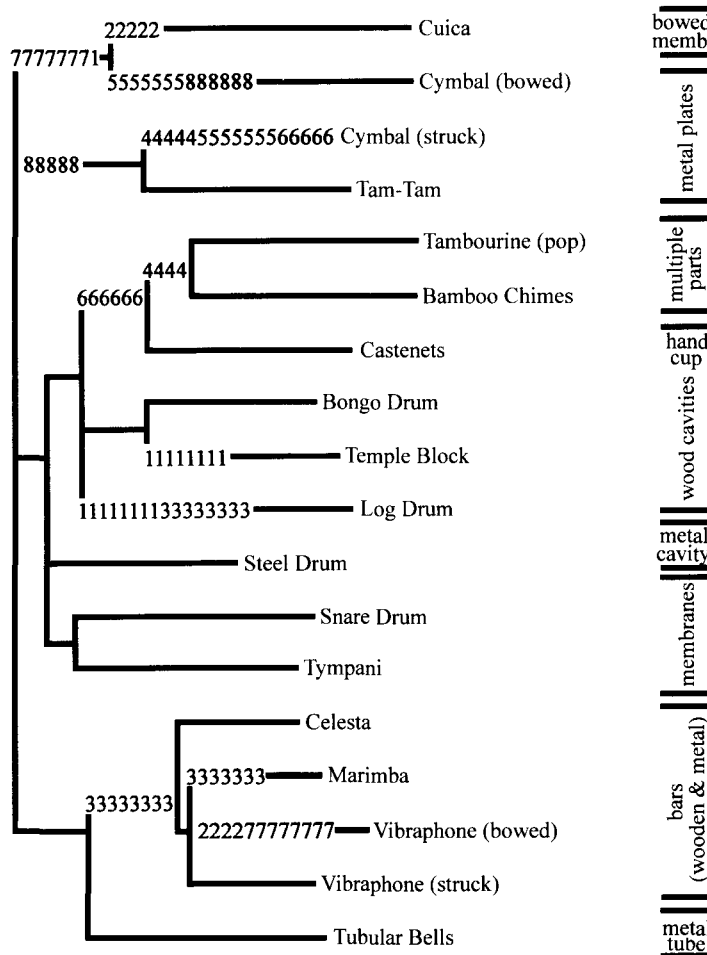 22222 Cuica
77777771
5555555888888 Cymbal (bowed)
444445555555566666 Cymbal (struck)
88888
Tam-Tam
Tambourine (pop)
4444
666666
Bamboo Chimes
Castenets
Bongo Drum
11111111 Temple Block
1111111133333333 Log Drum
Steel Drum
Snare Drum
Tympani
Celesta
3333333 Marimba
33333333
222277777777 Vibraphone (bowed)
Vibraphone (struck)
Tubular Bells
bowed
memb
metal plates
multiple
parts
hand
cup
wood cavities
metal
cavity
membranes
bars
(wooden & metal)
metal
tube